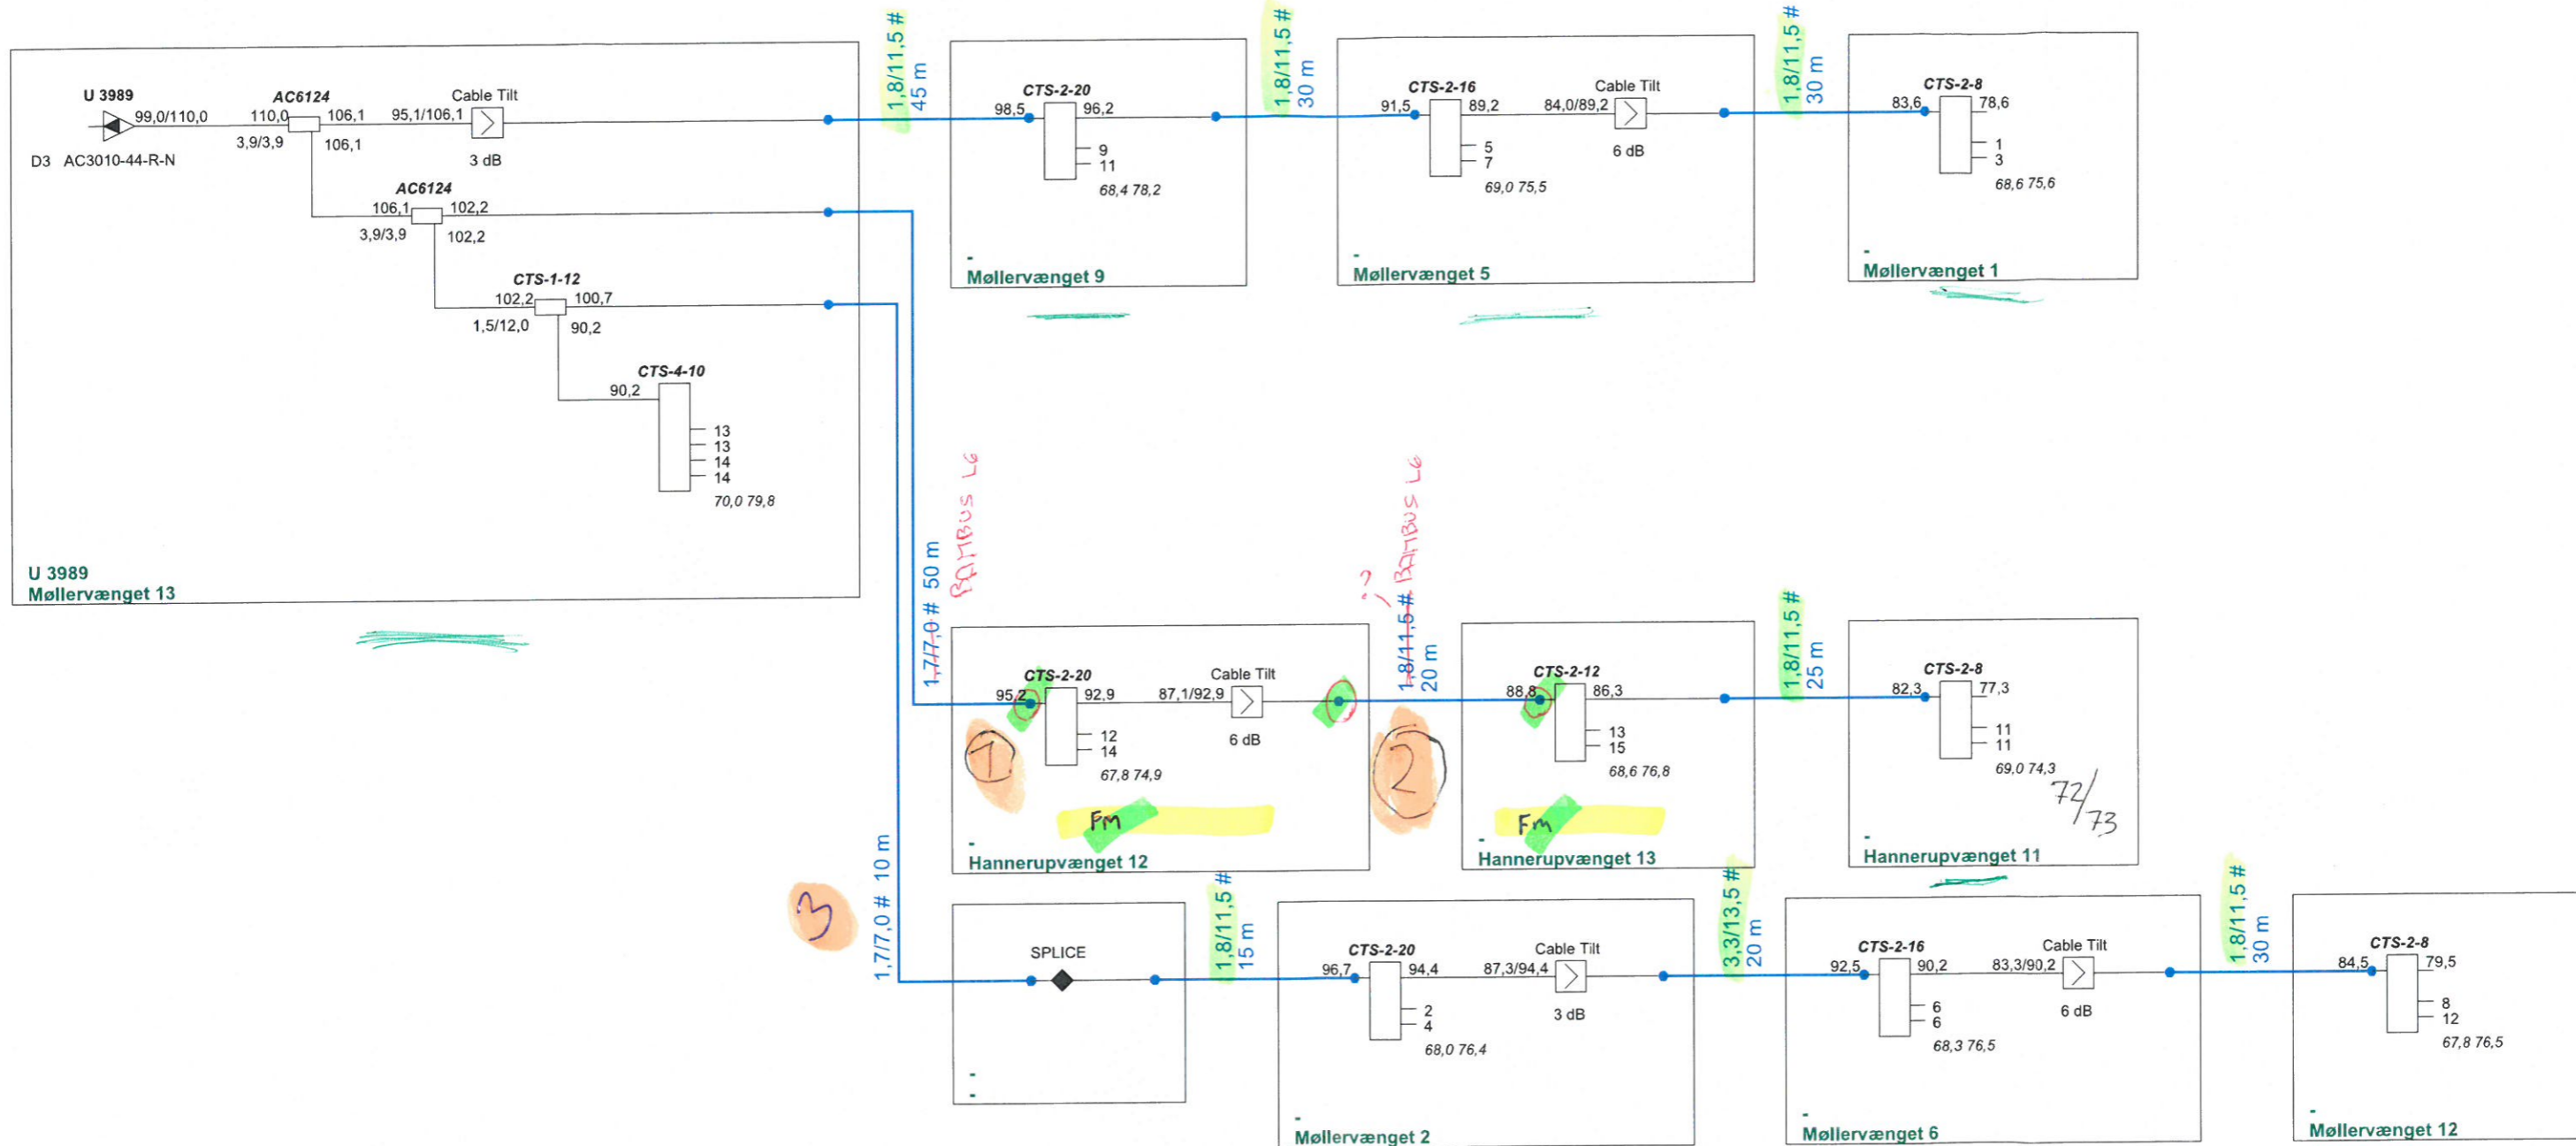 U 3989
99,0/110,0
D3 AC3010-44-R-N
AC6124
110,0
106,1
3,9/3,9
106,1
95,1/106,1
Cable Tilt
3 dB
AC6124
106,1
102,2
3,9/3,9
102,2
CTS-1-12
102,2
100,7
1,5/12,0
90,2
CTS-4-10
90,2
13
13
14
14
70,0 79,8
U 3989
Møllervænget 13
1,8/11,5 #
45 m
CTS-2-20
98,5
96,2
9
11
68,4 78,2
-
Møllervænget 9
1,8/11,5 #
30 m
CTS-2-16
91,5
89,2
84,0/89,2
Cable Tilt
6 dB
5
7
69,0 75,5
-
Møllervænget 5
1,8/11,5 #
30 m
CTS-2-8
83,6
78,6
1
3
68,6 75,6
-
Møllervænget 1
1,7/7,0 # 50 m
BAMBUS LG
CTS-2-20
95,2
92,9
87,1/92,9
Cable Tilt
6 dB
12
14
67,8 74,9
1
Fm
-
Hannerupvænget 12
1,8/11,5 #
20 m
?
BAMBUS LG
2
CTS-2-12
88,8
86,3
13
15
68,6 76,8
Fm
-
Hannerupvænget 13
1,8/11,5 #
25 m
CTS-2-8
82,3
77,3
11
11
69,0 74,3
72/73
-
Hannerupvænget 11
3
1,7/7,0 # 10 m
SPLICE
-
-
1,8/11,5 #
15 m
CTS-2-20
96,7
94,4
87,3/94,4
Cable Tilt
3 dB
2
4
68,0 76,4
-
Møllervænget 2
3,3/13,5 #
20 m
CTS-2-16
92,5
90,2
83,3/90,2
Cable Tilt
6 dB
6
6
68,3 76,5
-
Møllervænget 6
1,8/11,5 #
30 m
CTS-2-8
84,5
79,5
8
12
67,8 76,5
-
Møllervænget 12